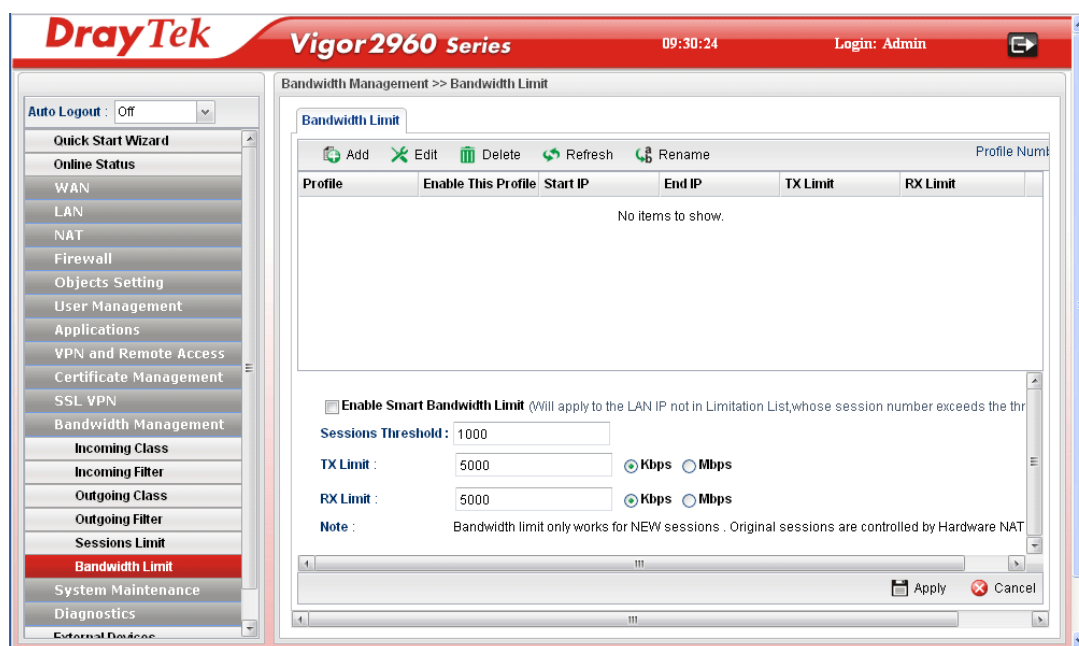 DrayTek
Vigor2960 Series
09:30:24
Login: Admin
Bandwidth Management >> Bandwidth Limit
Auto Logout : Off
Quick Start Wizard
Online Status
WAN
LAN
NAT
Firewall
Objects Setting
User Management
Applications
VPN and Remote Access
Certificate Management
SSL VPN
Bandwidth Management
Incoming Class
Incoming Filter
Outgoing Class
Outgoing Filter
Sessions Limit
Bandwidth Limit
System Maintenance
Diagnostics
External Devices
Bandwidth Limit
Add Edit Delete Refresh Rename Profile Numb
Profile Enable This Profile Start IP End IP TX Limit RX Limit
No items to show.
Enable Smart Bandwidth Limit (Will apply to the LAN IP not in Limitation List,whose session number exceeds the thr
Sessions Threshold : 1000
TX Limit : 5000 Kbps Mbps
RX Limit : 5000 Kbps Mbps
Note : Bandwidth limit only works for NEW sessions . Original sessions are controlled by Hardware NAT
Apply Cancel